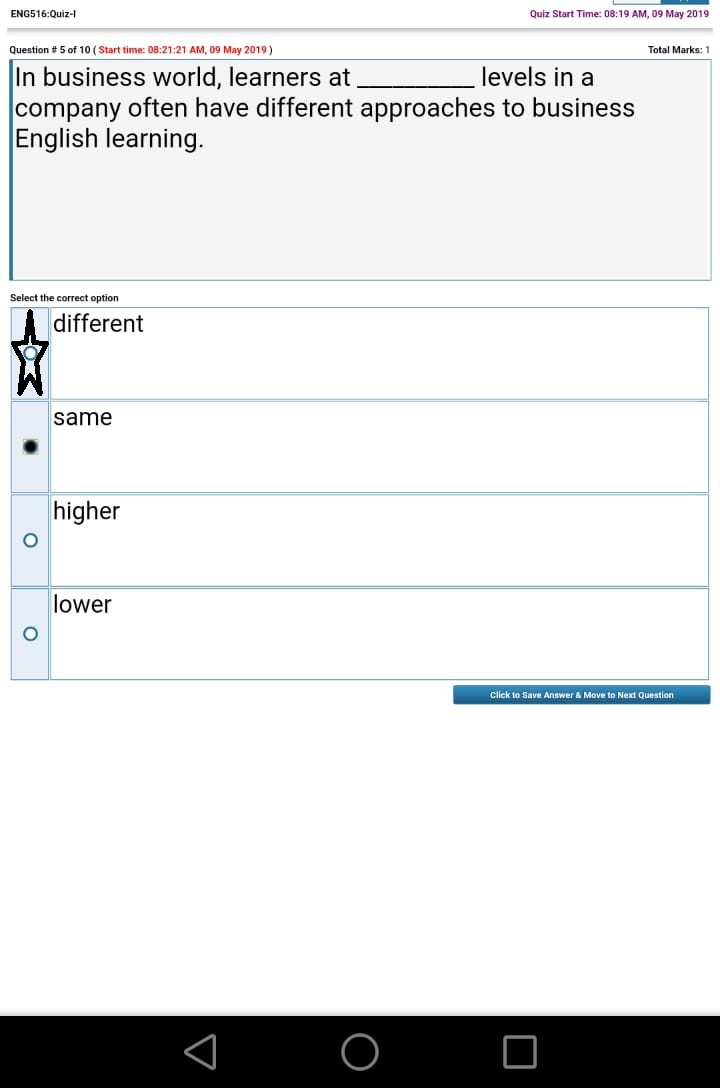 ENG516:Quiz-I
Quiz Start Time: 08:19 AM, 09 May 2019
Question # 5 of 10 ( Start time: 08:21:21 AM, 09 May 2019 )
Total Marks: 1
In business world, learners at __________ levels in a
company often have different approaches to business
English learning.
Select the correct option
different
same
higher
lower
Click to Save Answer & Move to Next Question